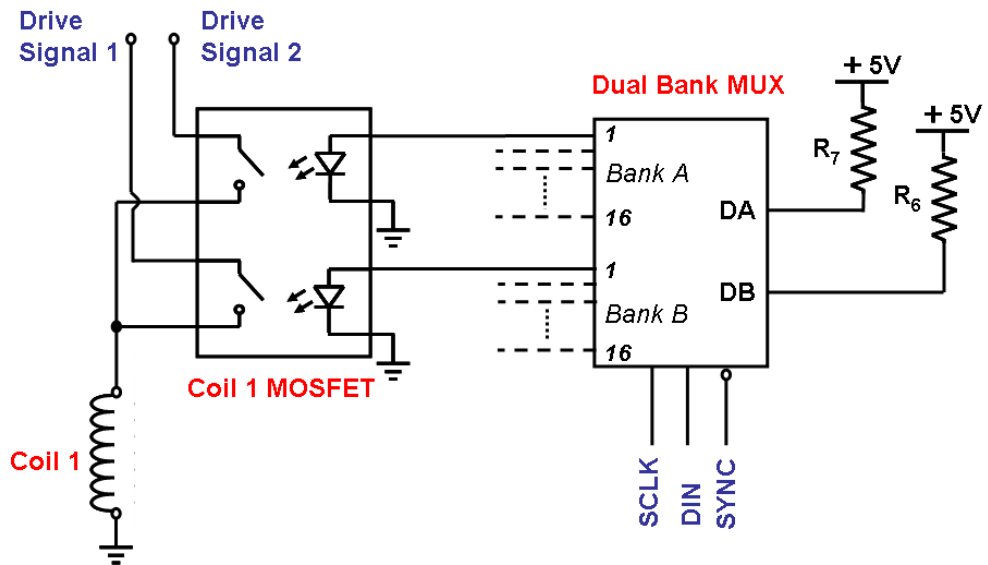 Drive
Signal 1
Drive
Signal 2
Dual Bank MUX
+ 5V
+ 5V
R7
R6
1
Bank A
16
DA
1
DB
Bank B
16
Coil 1 MOSFET
Coil 1
SCLK
DIN
SYNC